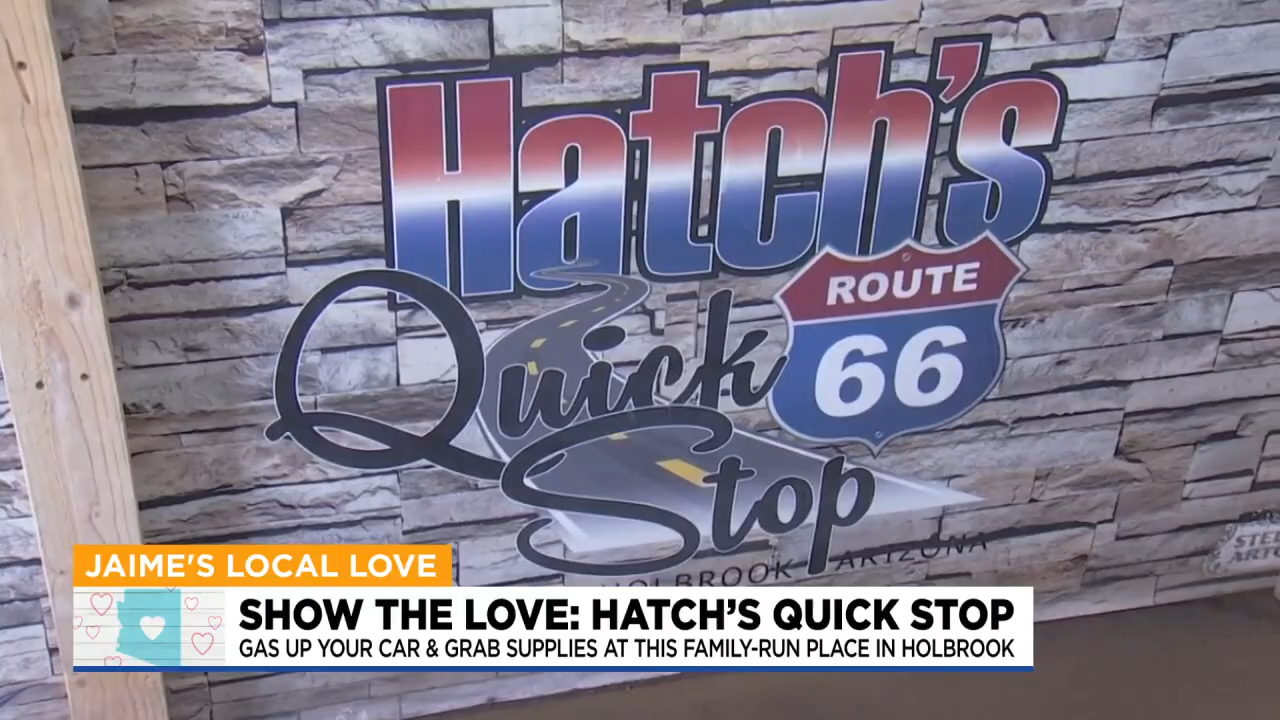 Hatch's
Quick
Stop
ROUTE
66
HOLBROOK ARIZONA
JAIME'S LOCAL LOVE
SHOW THE LOVE: HATCH'S QUICK STOP
GAS UP YOUR CAR & GRAB SUPPLIES AT THIS FAMILY-RUN PLACE IN HOLBROOK